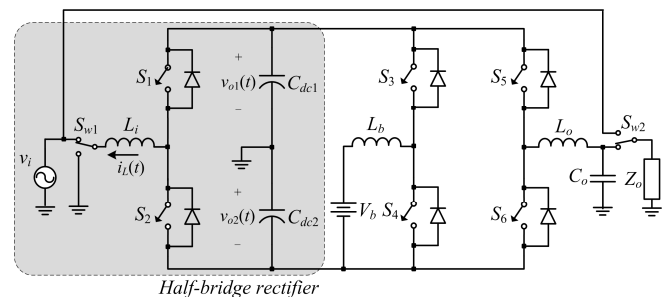 S1
+
vo1(t)
−
Cdc1
S3
S5
Sw1
Li
iL(t)
vi
Lb
Lo
Sw2
Co
Zo
S2
+
vo2(t)
−
Cdc2
Vb
S4
S6
Half-bridge rectifier